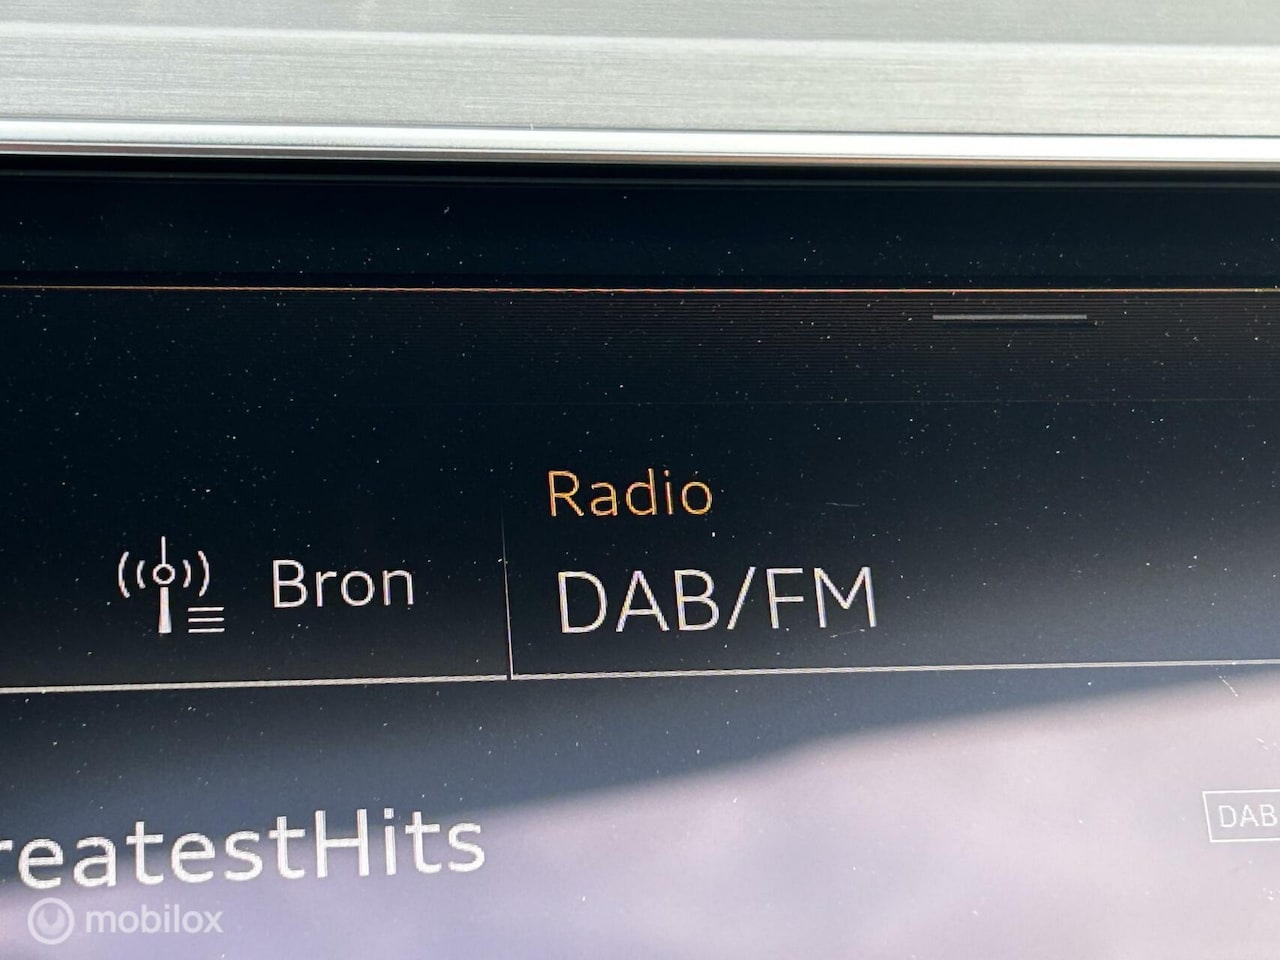 Radio
Bron
DAB/FM
reatestHits
DAB
mobilox